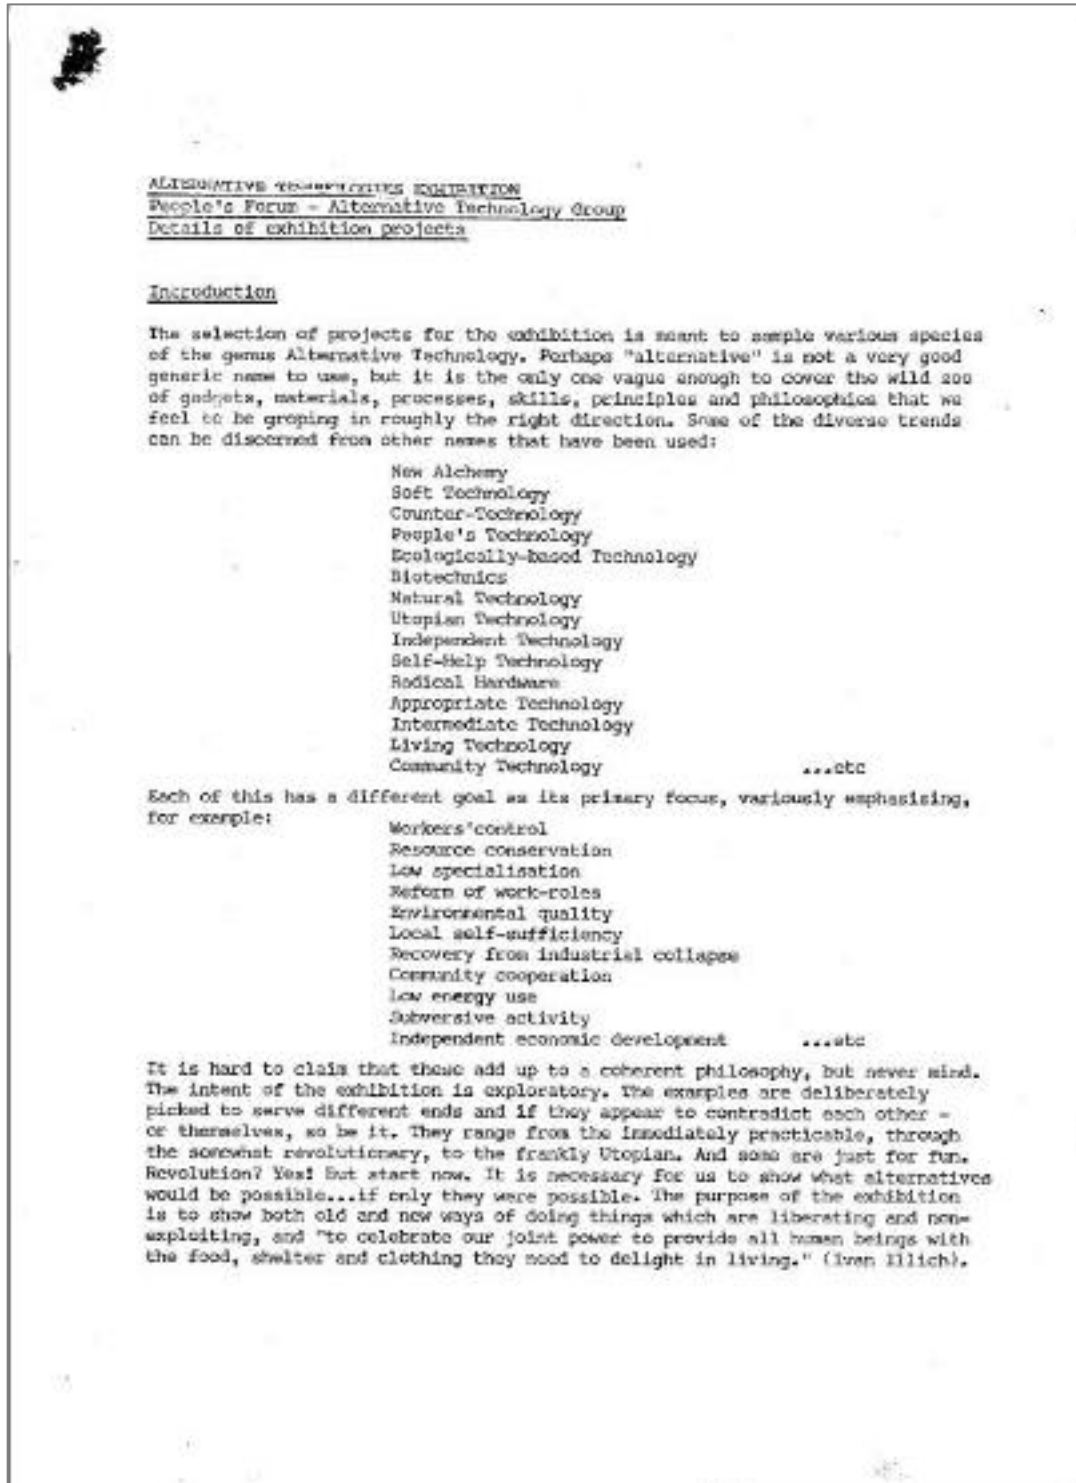 ALTERNATIVE TECHNOLOGIES EXHIBITION
People's Forum - Alternative Technology Group
Details of exhibition projects
Introduction
The selection of projects for the exhibition is meant to sample various species
of the genus Alternative Technology. Perhaps "alternative" is not a very good
generic name to use, but it is the only one vague enough to cover the wild zoo
of gadgets, materials, processes, skills, principles and philosophies that we
feel to be groping in roughly the right direction. Some of the diverse trends
can be discerned from other names that have been used:
New Alchemy
Soft Technology
Counter-Technology
People's Technology
Ecologically-based Technology
Biotechnics
Natural Technology
Utopian Technology
Independent Technology
Self-Help Technology
Radical Hardware
Appropriate Technology
Intermediate Technology
Living Technology
Community Technology ...etc
Each of this has a different goal as its primary focus, variously emphasising,
for example:
Workers'control
Resource conservation
Low specialisation
Reform of work-roles
Environmental quality
Local self-sufficiency
Recovery from industrial collapse
Community cooperation
Low energy use
Subversive activity
Independent economic development ...etc
It is hard to claim that these add up to a coherent philosophy, but never mind.
The intent of the exhibition is exploratory. The examples are deliberately
picked to serve different ends and if they appear to contradict each other -
or themselves, so be it. They range from the immediately practicable, through
the somewhat revolutionary, to the frankly Utopian. And some are just for fun.
Revolution? Yes! But start now. It is necessary for us to show what alternatives
would be possible...if only they were possible. The purpose of the exhibition
is to show both old and new ways of doing things which are liberating and non-
exploiting, and "to celebrate our joint power to provide all human beings with
the food, shelter and clothing they need to delight in living." (Ivan Illich).